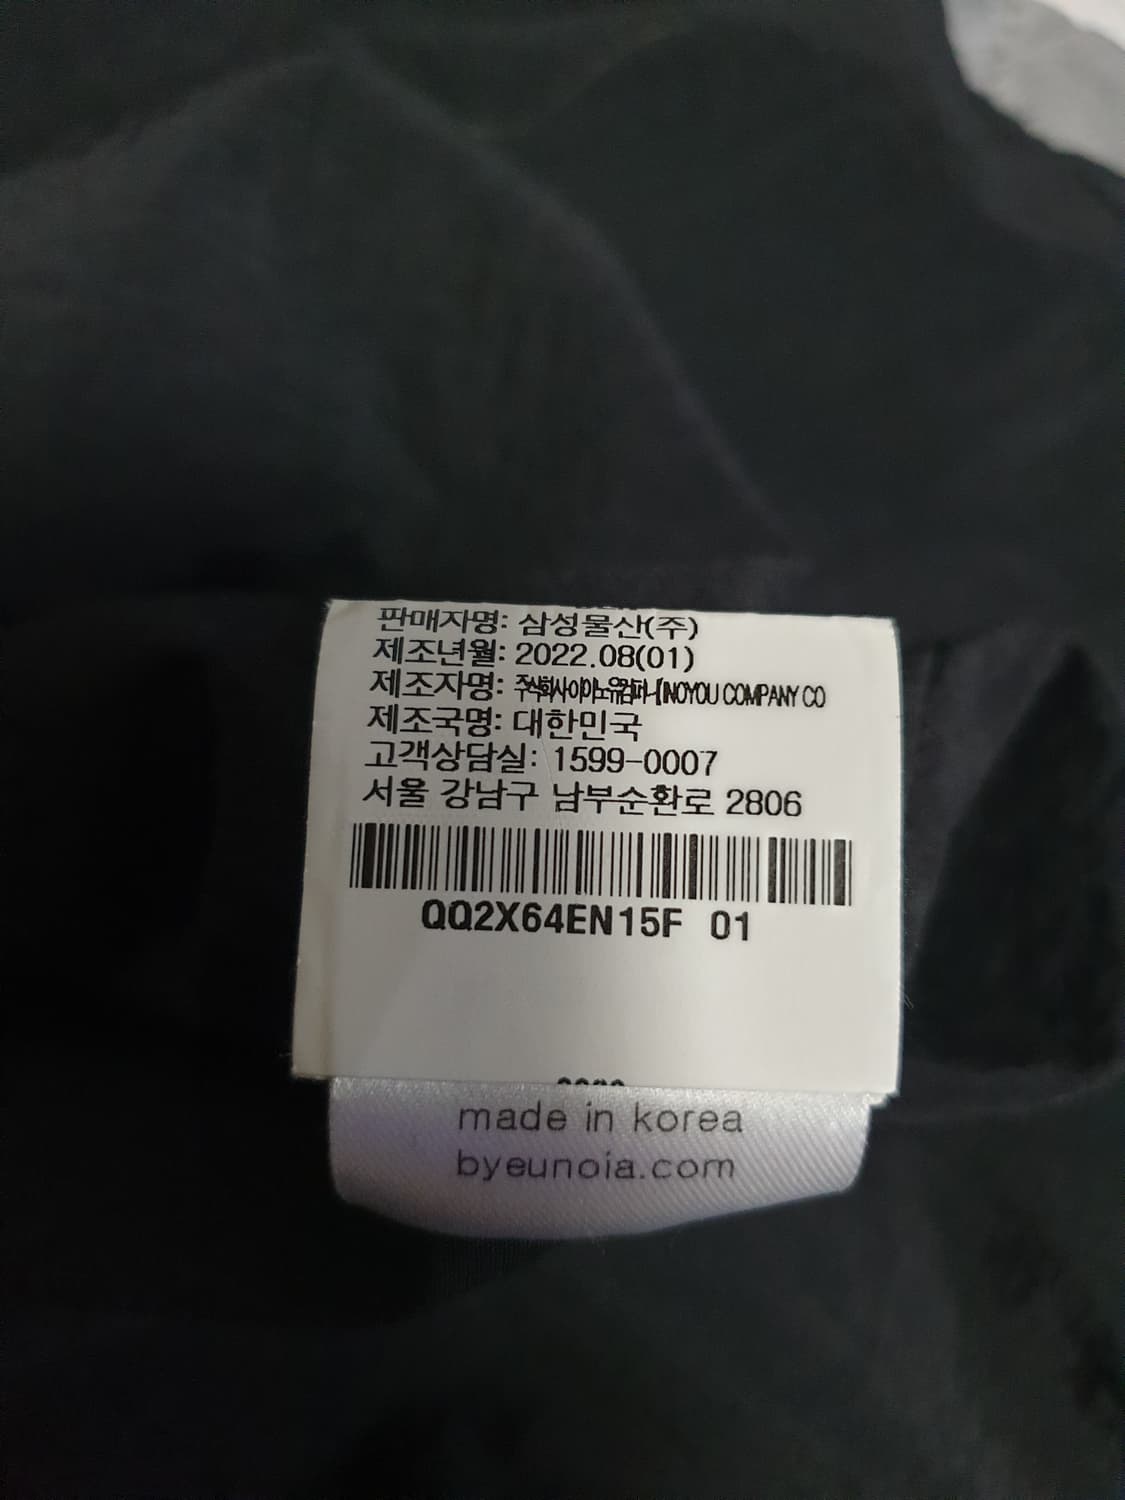 판매자명: 삼성물산(주)
제조년월: 2022.08(01)
제조자명: 주식회사이노유컴퍼니(INOYOU COMPANY CO
제조국명: 대한민국
고객상담실: 1599-0007
서울 강남구 남부순환로 2806
QQ2X64EN15F 01
made in korea
byeunoia.com